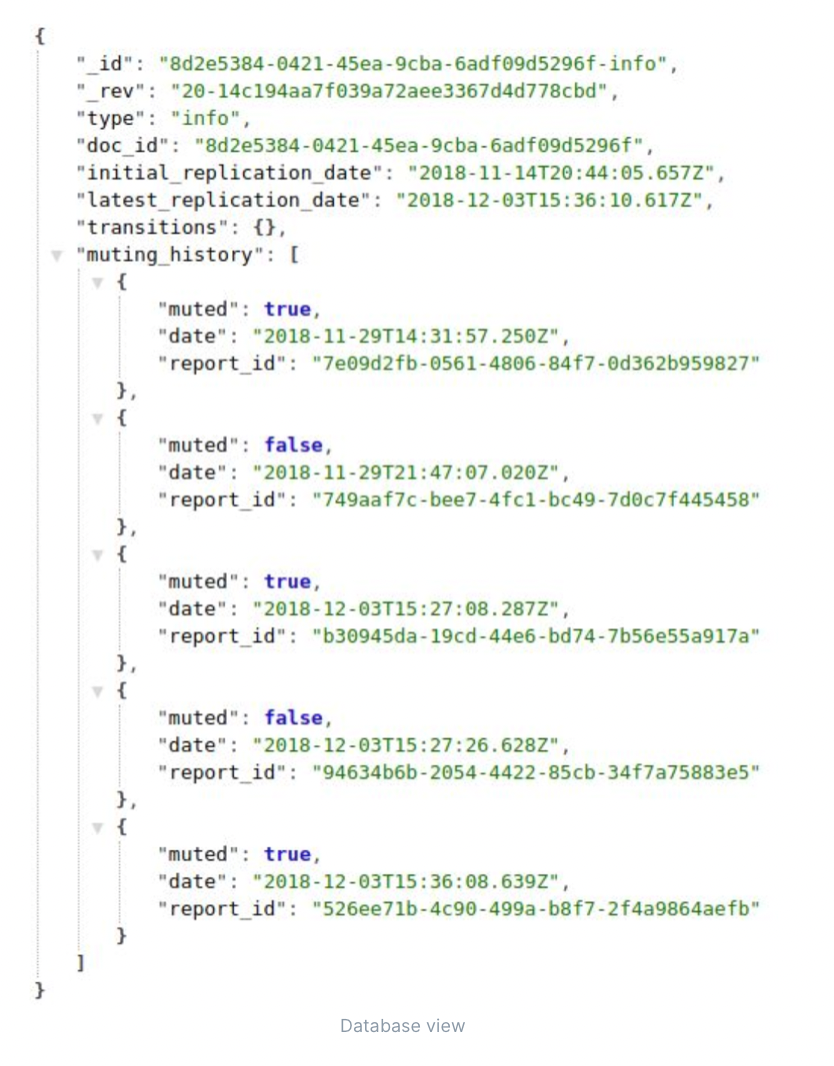 {
"_id": "8d2e5384-0421-45ea-9cba-6adf09d5296f-info",
"_rev": "20-14c194aa7f039a72aee3367d4d778cbd",
"type": "info",
"doc_id": "8d2e5384-0421-45ea-9cba-6adf09d5296f",
"initial_replication_date": "2018-11-14T20:44:05.657Z",
"latest_replication_date": "2018-12-03T15:36:10.617Z",
"transitions": {},
"muting_history": [
{
"muted": true,
"date": "2018-11-29T14:31:57.250Z",
"report_id": "7e09d2fb-0561-4806-84f7-0d362b959827"
},
{
"muted": false,
"date": "2018-11-29T21:47:07.020Z",
"report_id": "749aaf7c-bee7-4fc1-bc49-7d0c7f445458"
},
{
"muted": true,
"date": "2018-12-03T15:27:08.287Z",
"report_id": "b30945da-19cd-44e6-bd74-7b56e55a917a"
},
{
"muted": false,
"date": "2018-12-03T15:27:26.628Z",
"report_id": "94634b6b-2054-4422-85cb-34f7a75883e5"
},
{
"muted": true,
"date": "2018-12-03T15:36:08.639Z",
"report_id": "526ee71b-4c90-499a-b8f7-2f4a9864aefb"
}
]
}
Database view